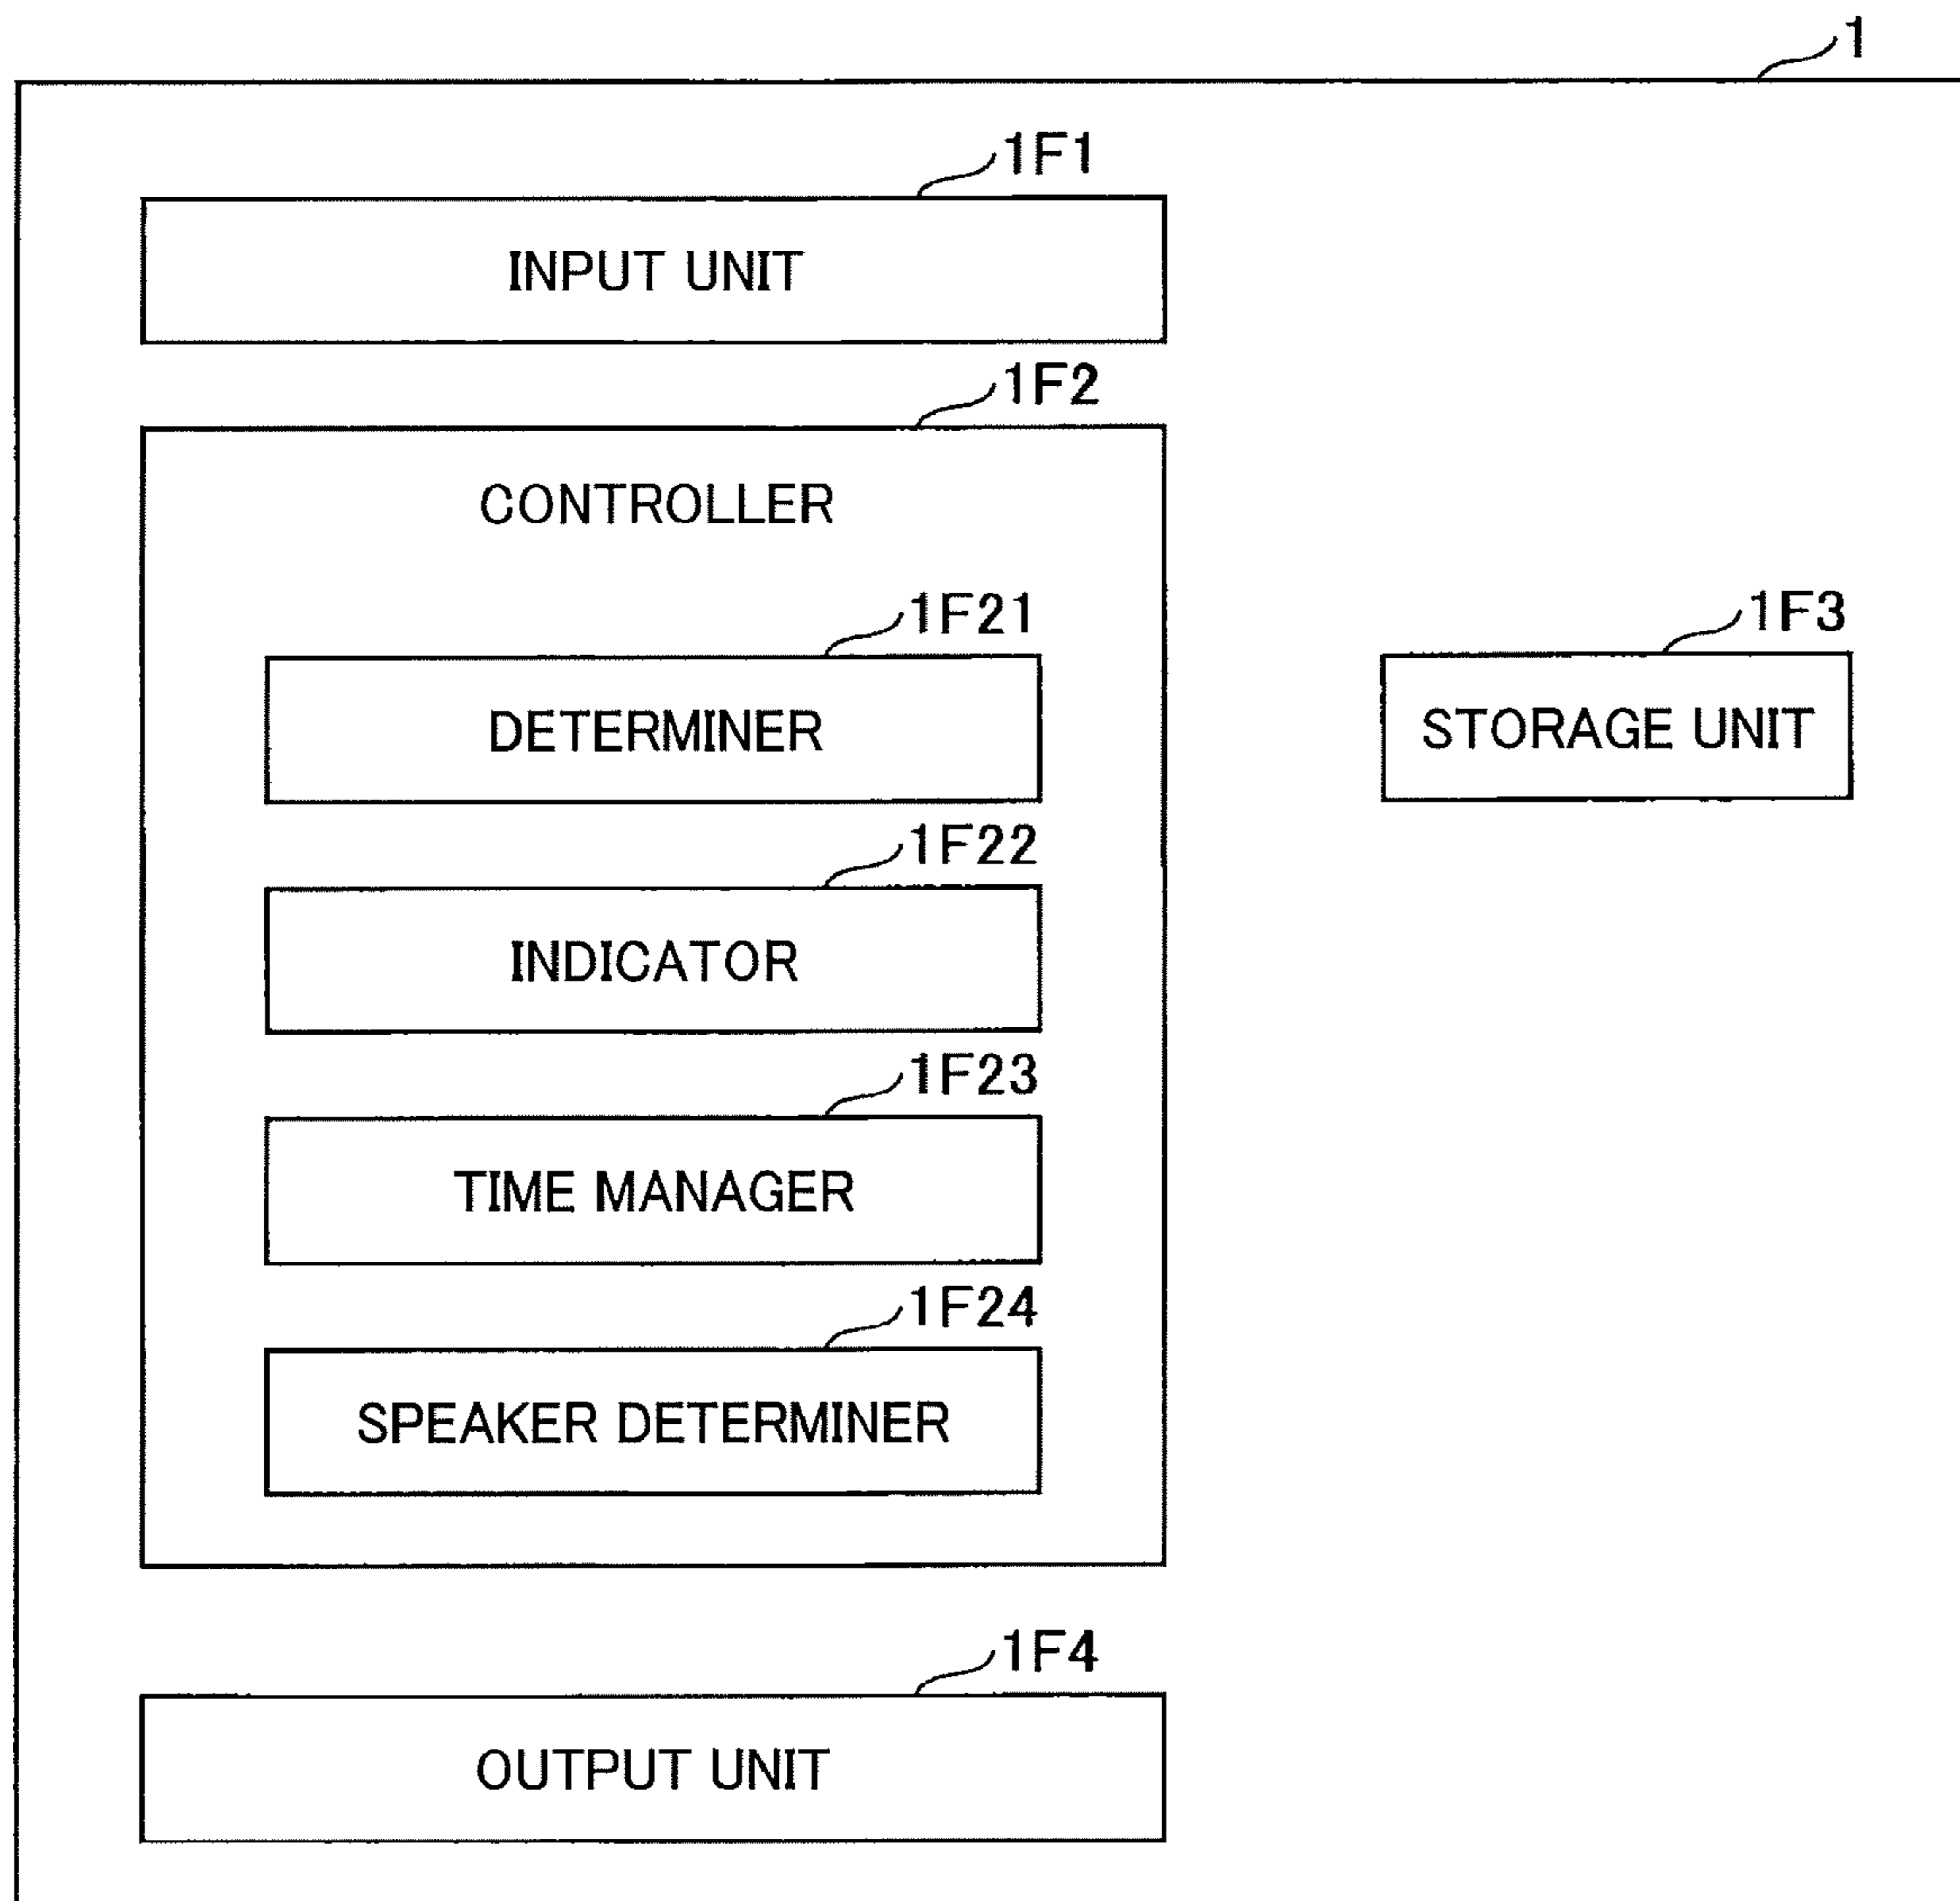 1
1F1
INPUT UNIT
1F2
CONTROLLER
1F21
DETERMINER
1F3
STORAGE UNIT
1F22
INDICATOR
1F23
TIME MANAGER
1F24
SPEAKER DETERMINER
1F4
OUTPUT UNIT